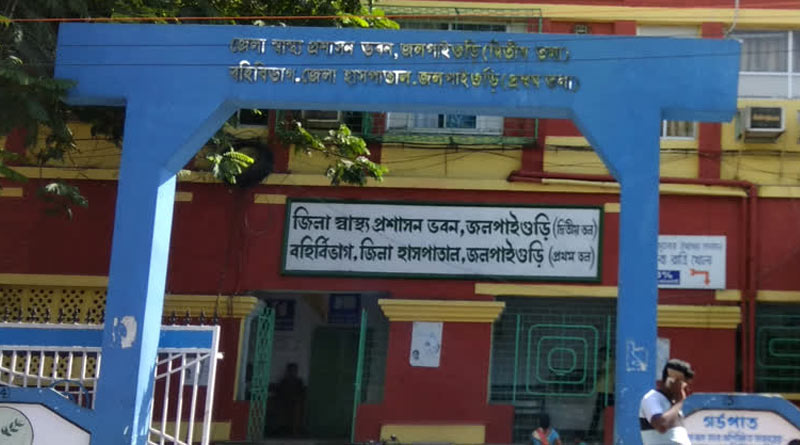 জেলা স্বাস্থ্য প্রশাসন ভবন, জলপাইগুড়ি (দ্বিতীয় তল)
বহির্বিভাগ. জেলা হাসপাতাল. জলপাইগুড়ি (প্রথম তল)
জিলা স্বাস্থ্য প্রশাসন ভবন, জলপাইগুড়ি (দ্বিতীয় তল)
বহির্বিভাগ, জিলা হাসপাতাল, জলপাইগুড়ি (প্রথম তল)
রাত্রি খোলা
%